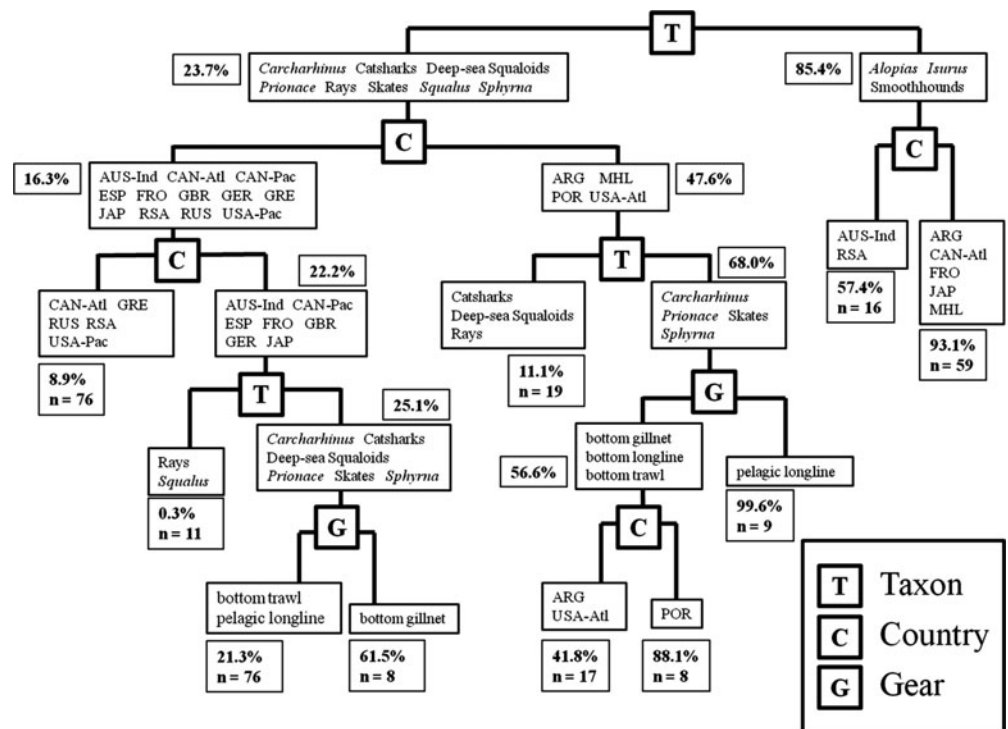 T
23.7%
Carcharhinus Catsharks Deep-sea Squaloids
Prionace Rays Skates Squalus Sphyrna
85.4%
Alopias Isurus
Smoothhounds
C
16.3%
AUS-Ind CAN-Atl CAN-Pac
ESP FRO GBR GER GRE
JAP RSA RUS USA-Pac
ARG MHL
POR USA-Atl
47.6%
C
AUS-Ind
RSA
57.4%
n = 16
ARG
CAN-Atl
FRO
JAP
MHL
93.1%
n = 59
C
22.2%
CAN-Atl GRE
RUS RSA
USA-Pac
8.9%
n = 76
AUS-Ind CAN-Pac
ESP FRO GBR
GER JAP
T
68.0%
Catsharks
Deep-sea Squaloids
Rays
11.1%
n = 19
Carcharhinus
Prionace Skates
Sphyrna
T
25.1%
Rays
Squalus
0.3%
n = 11
Carcharhinus Catsharks
Deep-sea Squaloids
Prionace Skates Sphyrna
G
56.6%
bottom gillnet
bottom longline
bottom trawl
pelagic longline
99.6%
n = 9
G
bottom trawl
pelagic longline
21.3%
n = 76
bottom gillnet
61.5%
n = 8
C
ARG
USA-Atl
41.8%
n = 17
POR
88.1%
n = 8
T Taxon
C Country
G Gear